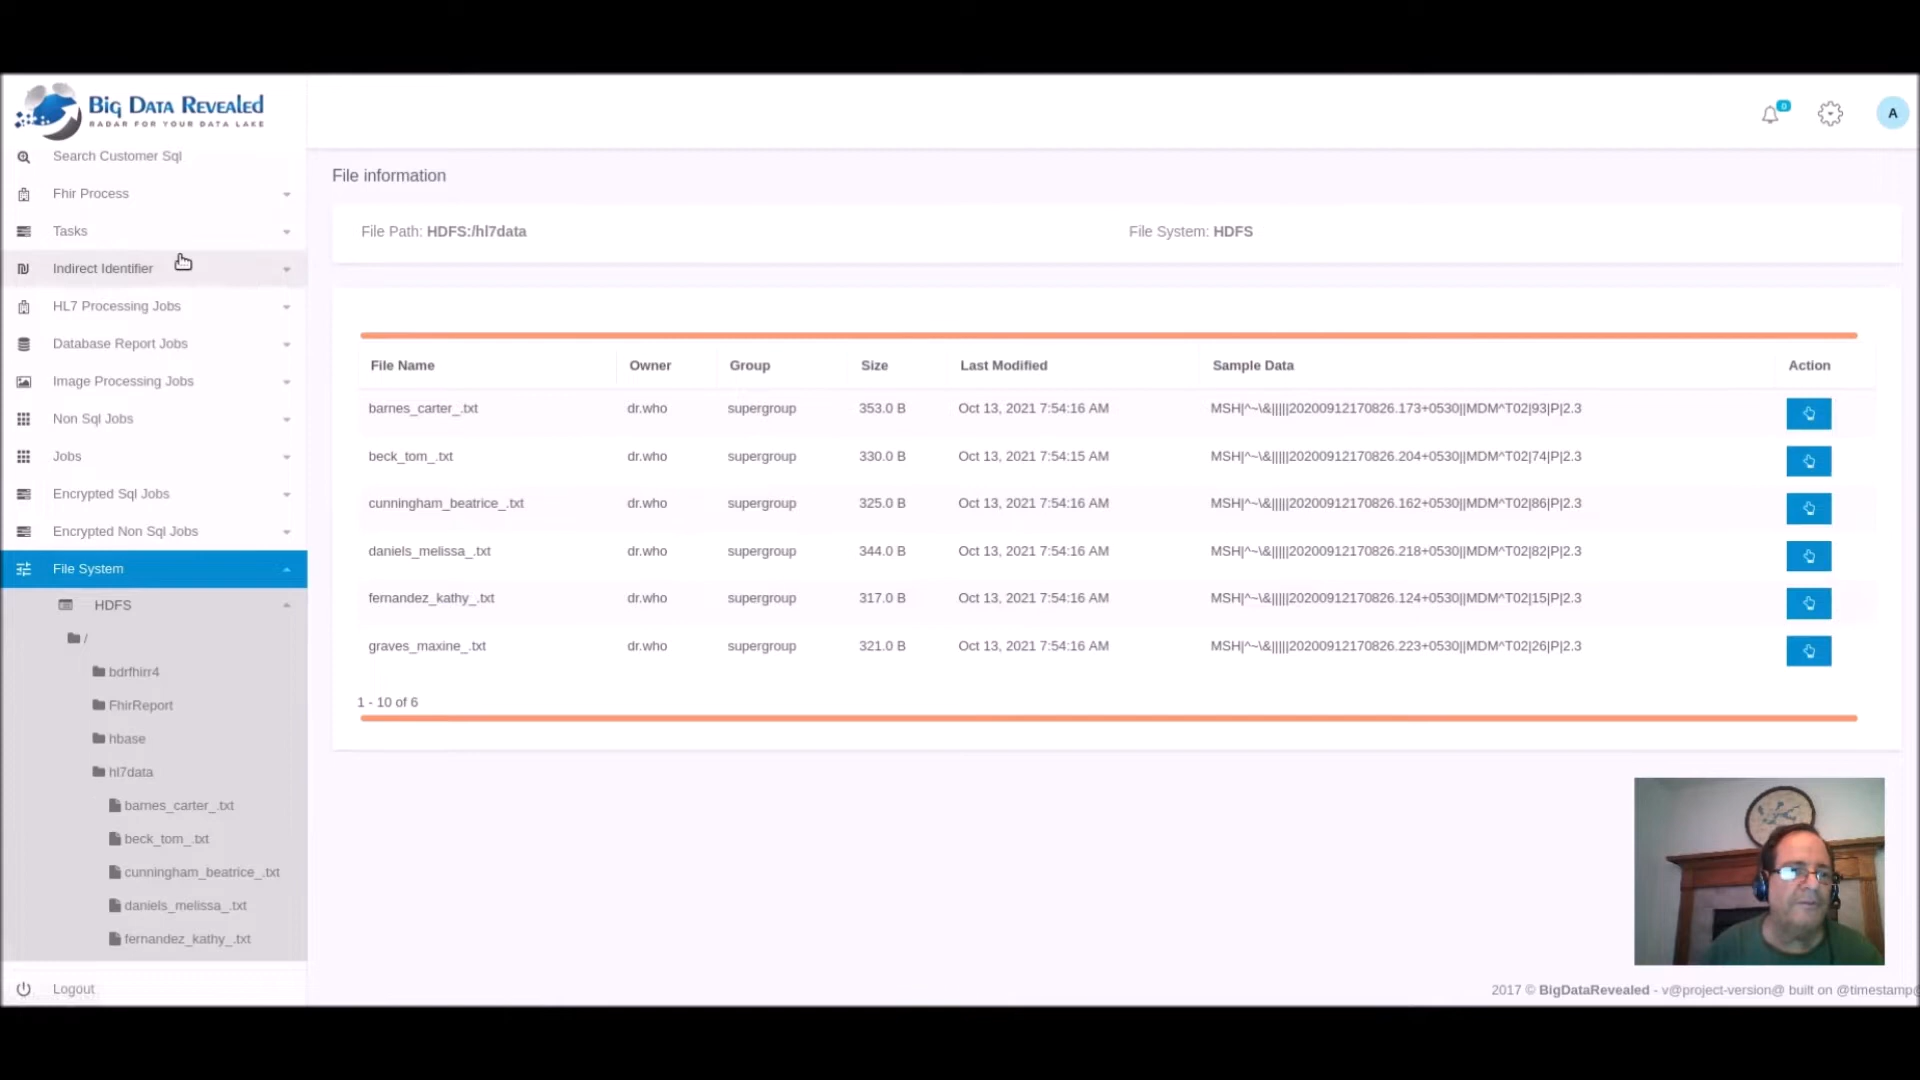 BIG DATA REVEALED
RADAR FOR YOUR DATA LAKE
0
A
Search Customer Sql
Fhir Process
Tasks
Indirect Identifier
HL7 Processing Jobs
Database Report Jobs
Image Processing Jobs
Non Sql Jobs
Jobs
Encrypted Sql Jobs
Encrypted Non Sql Jobs
File System
HDFS
/
bdrfhirr4
FhirReport
hbase
hl7data
barnes_carter_.txt
beck_tom_.txt
cunningham_beatrice_.txt
daniels_melissa_.txt
fernandez_kathy_.txt
Logout
File information
File Path: HDFS:/hl7data File System: HDFS
File Name Owner Group Size Last Modified Sample Data Action
barnes_carter_.txt dr.who supergroup 353.0 B Oct 13, 2021 7:54:16 AM MSH|^~\&|||||20200912170826.173+0530||MDM^T02|93|P|2.3
beck_tom_.txt dr.who supergroup 330.0 B Oct 13, 2021 7:54:15 AM MSH|^~\&|||||20200912170826.204+0530||MDM^T02|74|P|2.3
cunningham_beatrice_.txt dr.who supergroup 325.0 B Oct 13, 2021 7:54:16 AM MSH|^~\&|||||20200912170826.162+0530||MDM^T02|86|P|2.3
daniels_melissa_.txt dr.who supergroup 344.0 B Oct 13, 2021 7:54:16 AM MSH|^~\&|||||20200912170826.218+0530||MDM^T02|82|P|2.3
fernandez_kathy_.txt dr.who supergroup 317.0 B Oct 13, 2021 7:54:16 AM MSH|^~\&|||||20200912170826.124+0530||MDM^T02|15|P|2.3
graves_maxine_.txt dr.who supergroup 321.0 B Oct 13, 2021 7:54:16 AM MSH|^~\&|||||20200912170826.223+0530||MDM^T02|26|P|2.3
1 - 10 of 6
2017 © BigDataRevealed - v@project-version@ built on @timestamp@